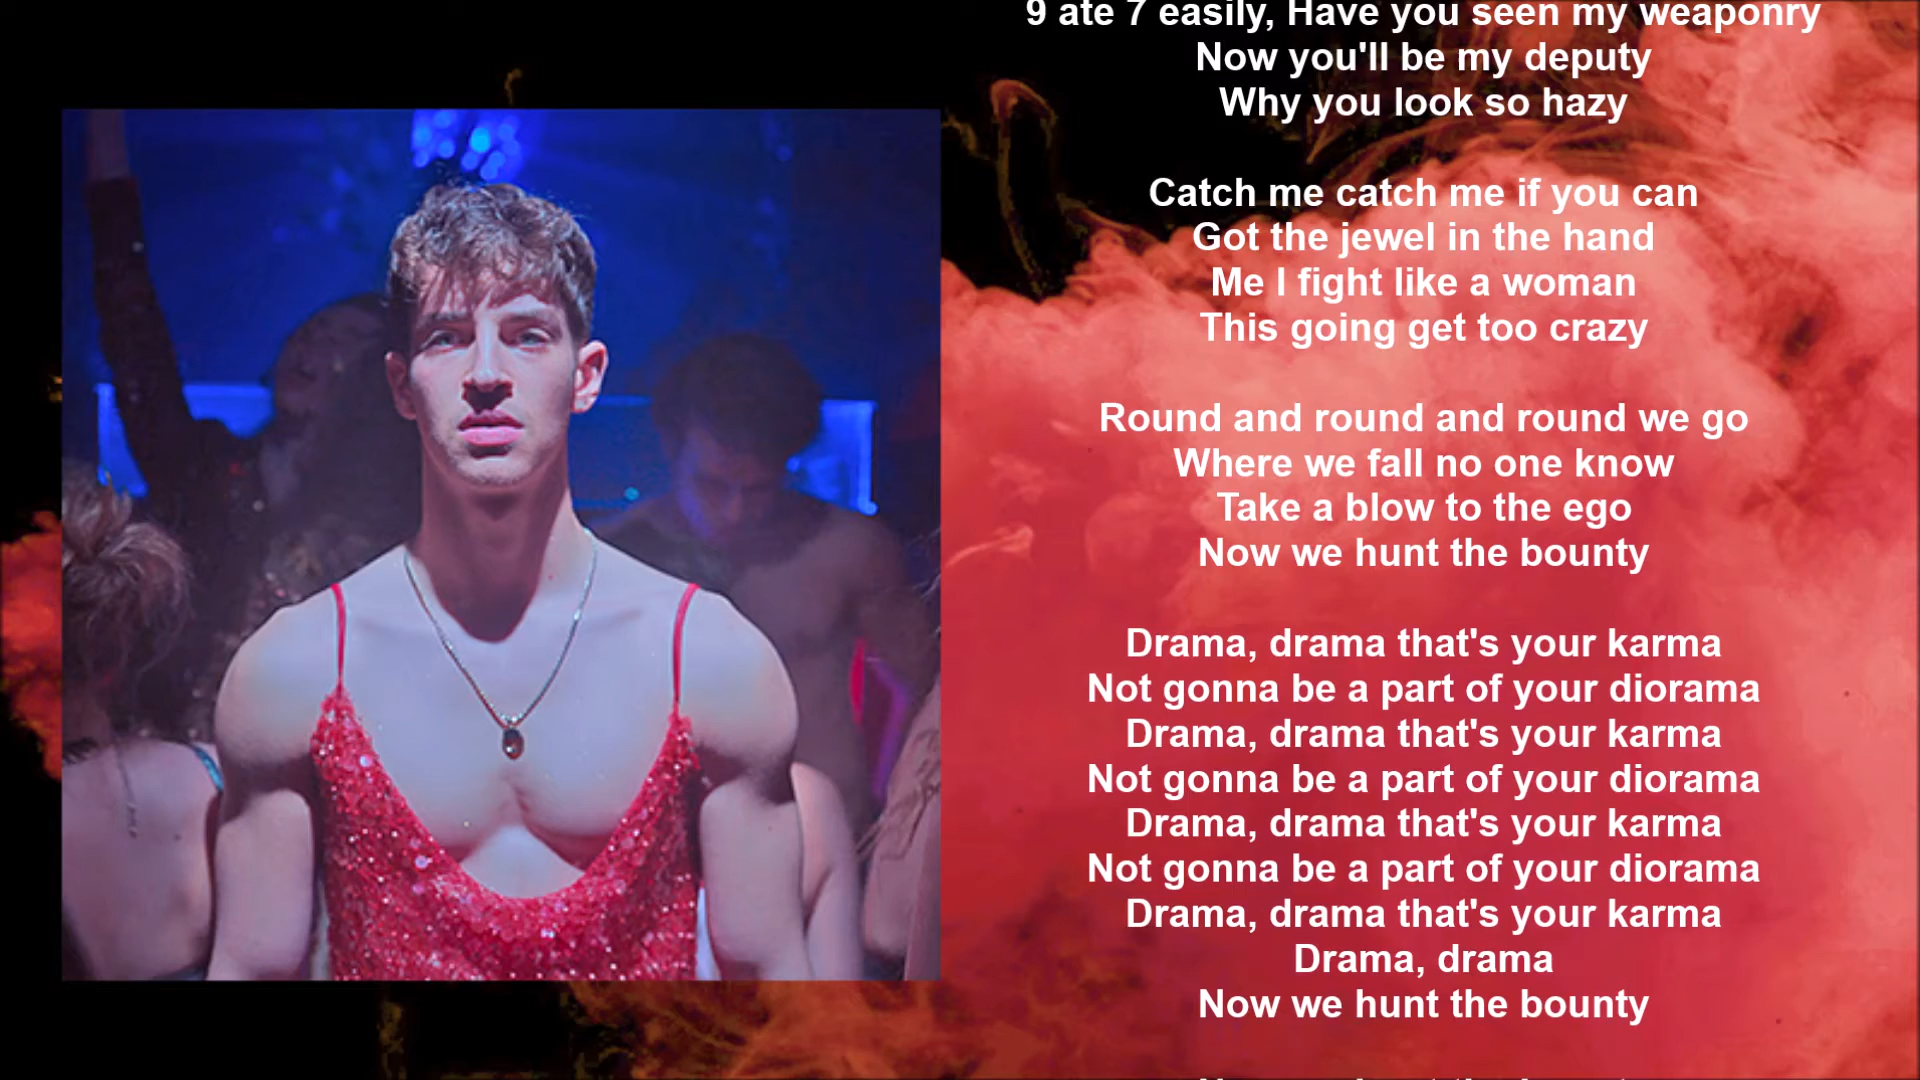 9 ate 7 easily, Have you seen my weaponry
Now you'll be my deputy
Why you look so hazy
Catch me catch me if you can
Got the jewel in the hand
Me I fight like a woman
This going get too crazy
Round and round and round we go
Where we fall no one know
Take a blow to the ego
Now we hunt the bounty
Drama, drama that's your karma
Not gonna be a part of your diorama
Drama, drama that's your karma
Not gonna be a part of your diorama
Drama, drama that's your karma
Not gonna be a part of your diorama
Drama, drama that's your karma
Drama, drama
Now we hunt the bounty